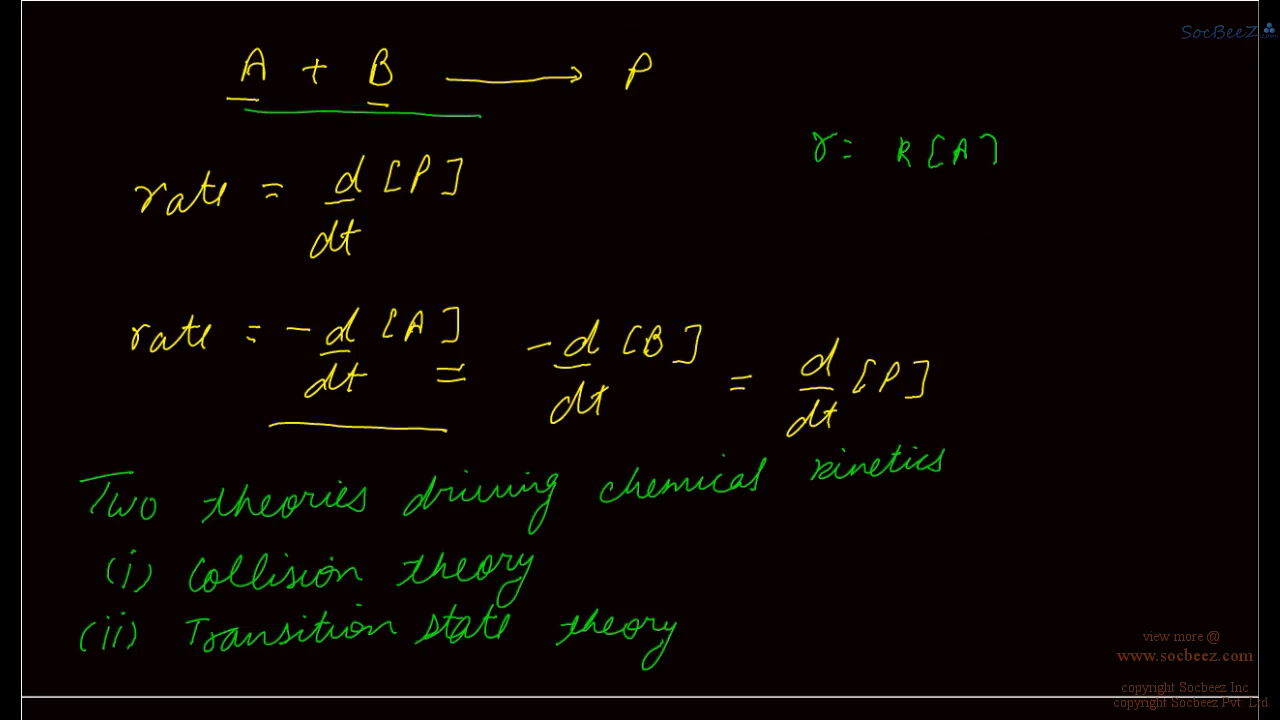 SocBeeZ.com
A + B ⟶ P
r = k[A]
rate = d/dt [P]
rate = -d/dt [A] = -d/dt [B] = d/dt [P]
Two theories driving chemical kinetics
(i) Collision theory
(ii) Transition state theory
view more @
www.socbeez.com
copyright Socbeez Inc.
copyright Socbeez Pvt. Ltd.